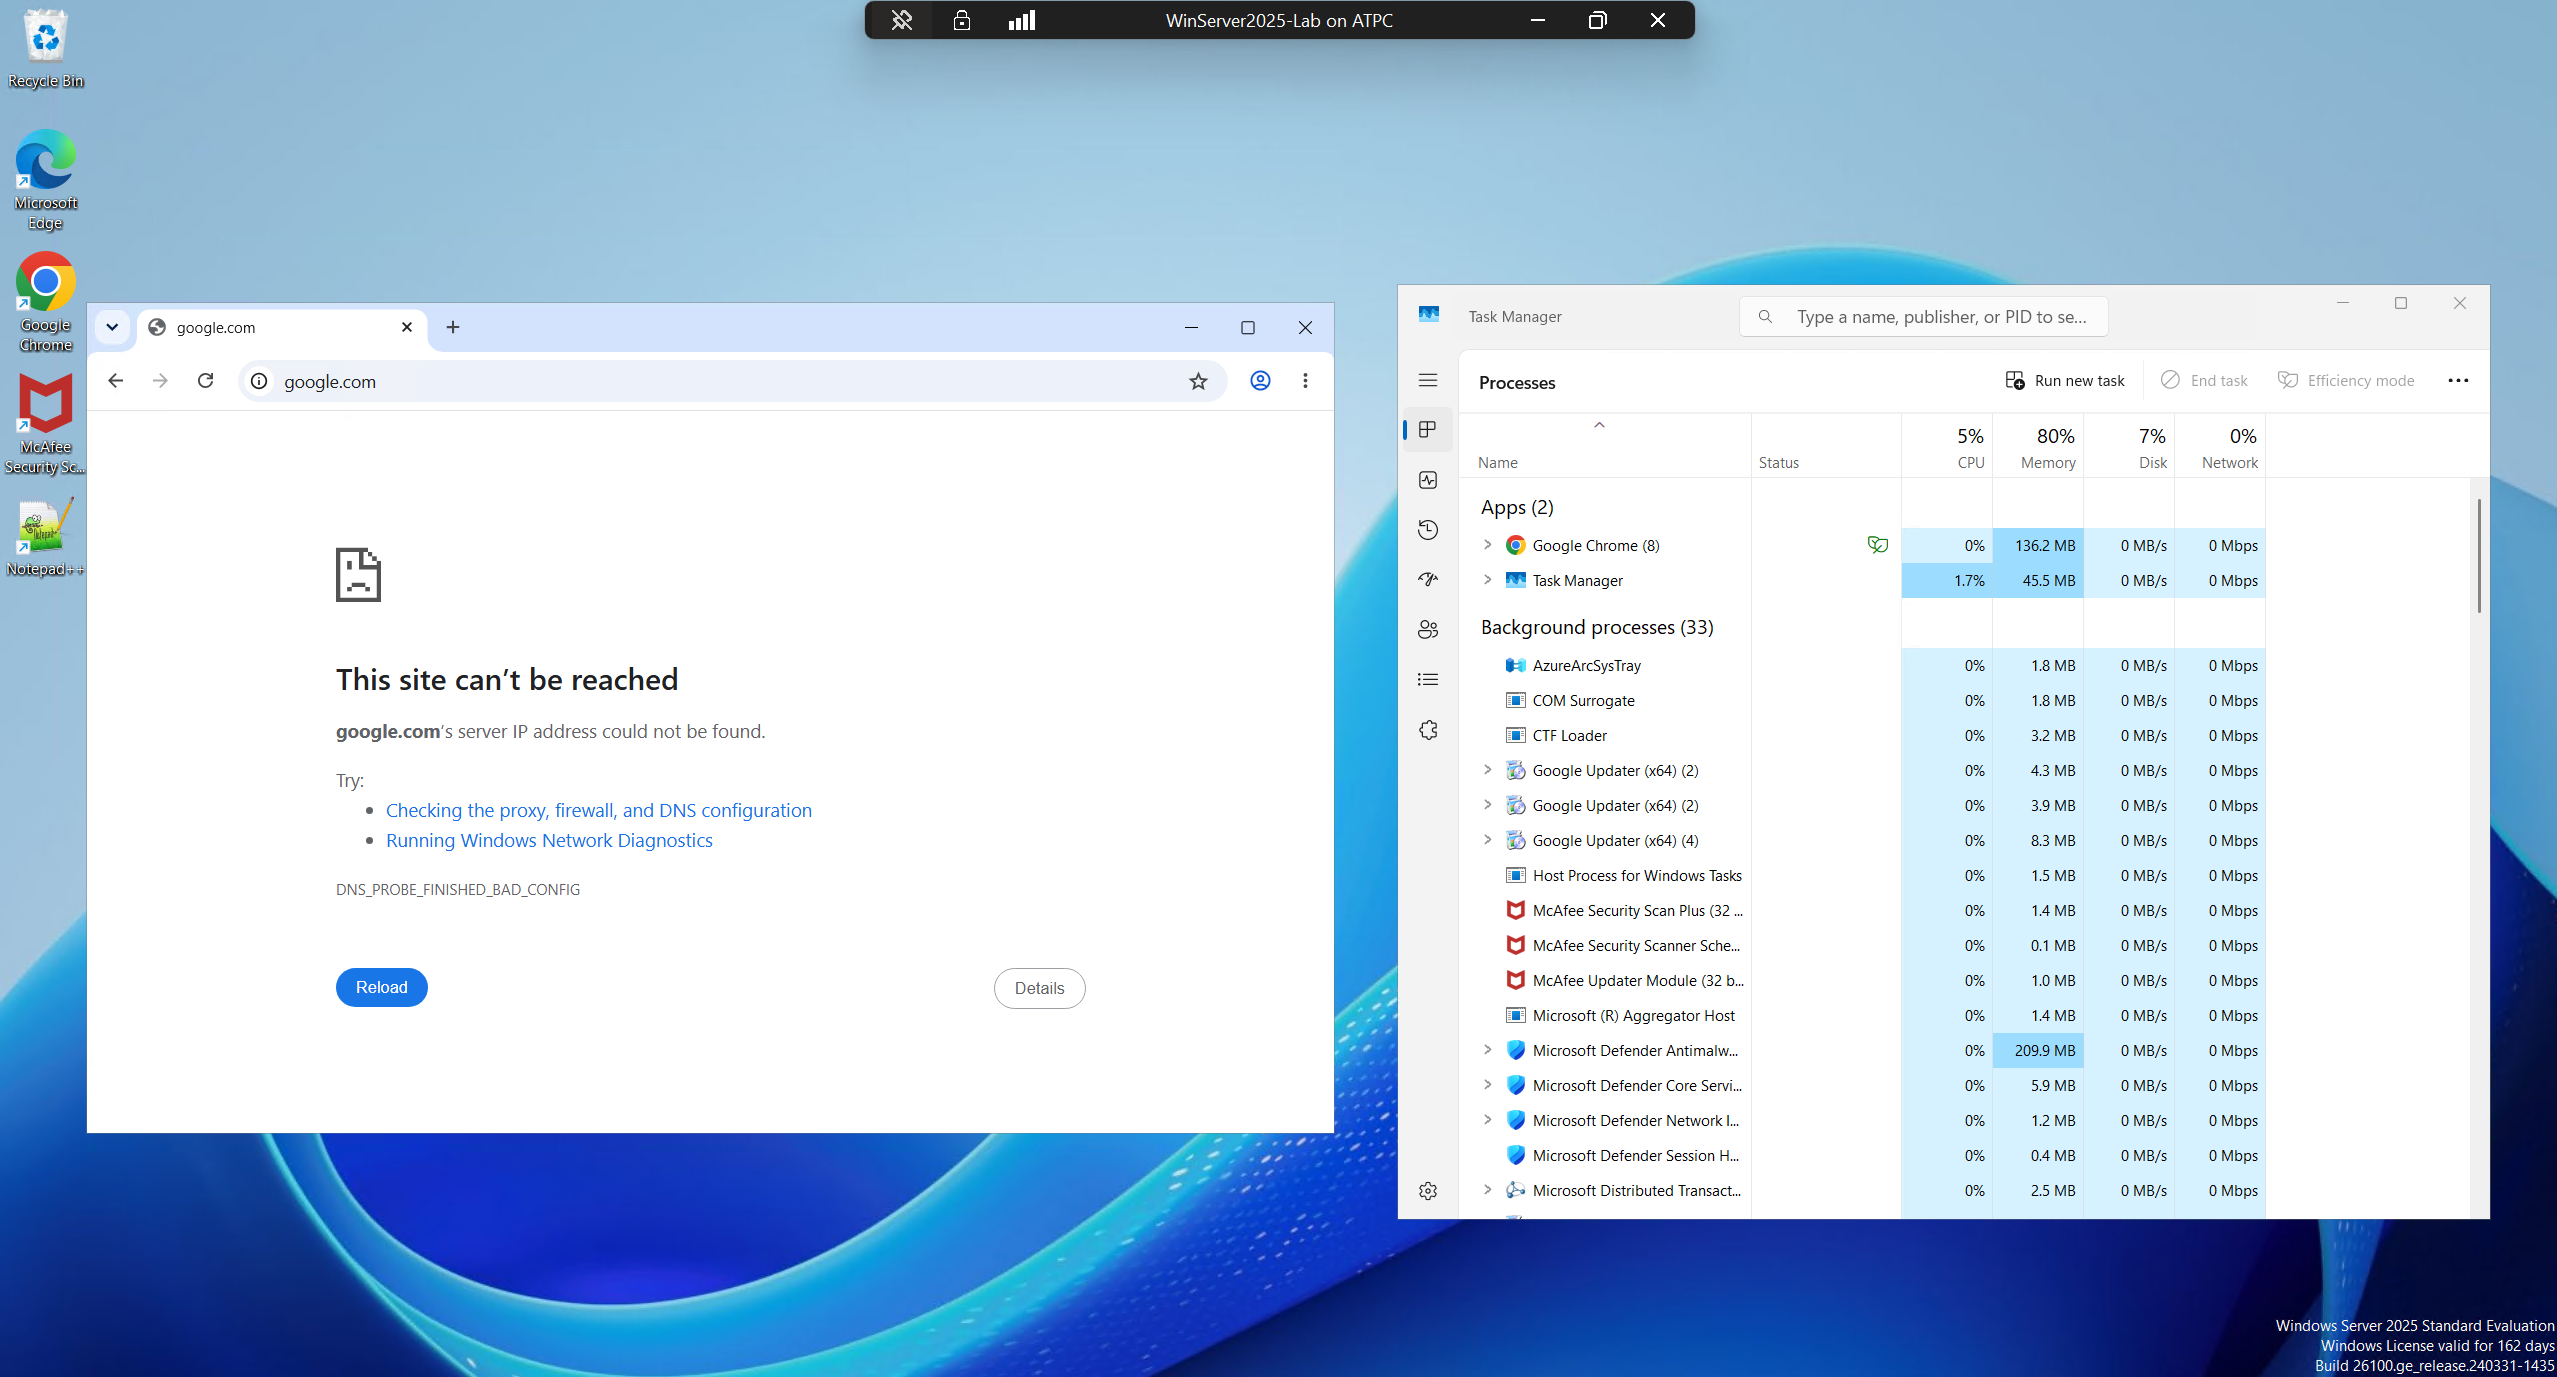 WinServer2025-Lab on ATPC
Recycle Bin
Microsoft
Edge
Google
Chrome
McAfee
Security Sc...
Notepad++
google.com
google.com
This site can’t be reached
google.com’s server IP address could not be found.
Try:
Checking the proxy, firewall, and DNS configuration
Running Windows Network Diagnostics
DNS_PROBE_FINISHED_BAD_CONFIG
Reload
Details
Task Manager
Type a name, publisher, or PID to se...
Processes
Run new task
End task
Efficiency mode
5% 80% 7% 0%
Name Status CPU Memory Disk Network
Apps (2)
Google Chrome (8) 0% 136.2 MB 0 MB/s 0 Mbps
Task Manager 1.7% 45.5 MB 0 MB/s 0 Mbps
Background processes (33)
AzureArcSysTray 0% 1.8 MB 0 MB/s 0 Mbps
COM Surrogate 0% 1.8 MB 0 MB/s 0 Mbps
CTF Loader 0% 3.2 MB 0 MB/s 0 Mbps
Google Updater (x64) (2) 0% 4.3 MB 0 MB/s 0 Mbps
Google Updater (x64) (2) 0% 3.9 MB 0 MB/s 0 Mbps
Google Updater (x64) (4) 0% 8.3 MB 0 MB/s 0 Mbps
Host Process for Windows Tasks 0% 1.5 MB 0 MB/s 0 Mbps
McAfee Security Scan Plus (32 ... 0% 1.4 MB 0 MB/s 0 Mbps
McAfee Security Scanner Sche... 0% 0.1 MB 0 MB/s 0 Mbps
McAfee Updater Module (32 b... 0% 1.0 MB 0 MB/s 0 Mbps
Microsoft (R) Aggregator Host 0% 1.4 MB 0 MB/s 0 Mbps
Microsoft Defender Antimalw... 0% 209.9 MB 0 MB/s 0 Mbps
Microsoft Defender Core Servi... 0% 5.9 MB 0 MB/s 0 Mbps
Microsoft Defender Network I... 0% 1.2 MB 0 MB/s 0 Mbps
Microsoft Defender Session H... 0% 0.4 MB 0 MB/s 0 Mbps
Microsoft Distributed Transact... 0% 2.5 MB 0 MB/s 0 Mbps
Windows Server 2025 Standard Evaluation
Windows License valid for 162 days
Build 26100.ge_release.240331-1435